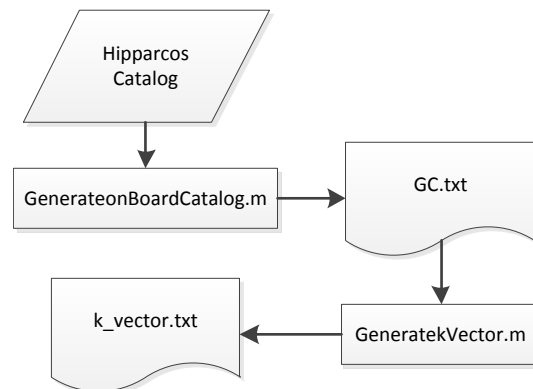 Hipparcos
Catalog
GenerateonBoardCatalog.m
GC.txt
k_vector.txt
GeneratekVector.m